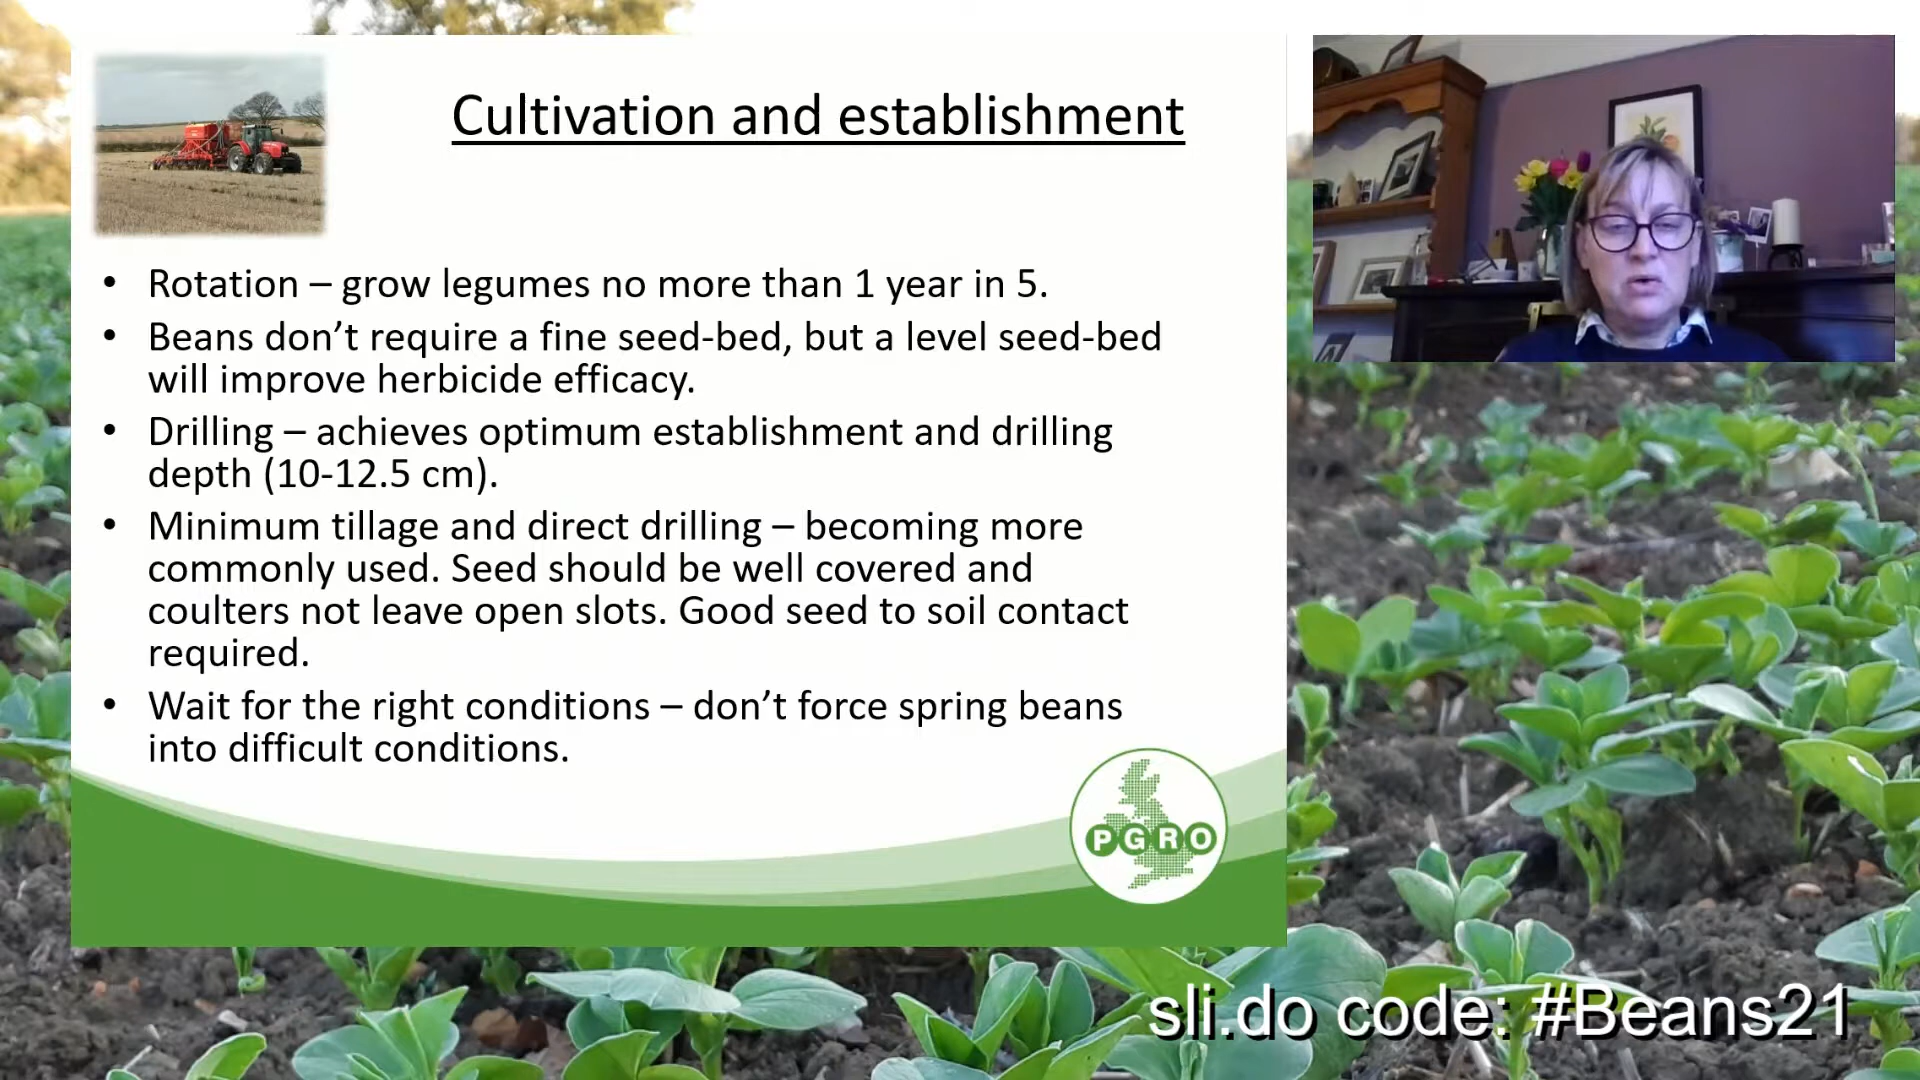 Cultivation and establishment
• Rotation – grow legumes no more than 1 year in 5.
• Beans don’t require a fine seed-bed, but a level seed-bed
will improve herbicide efficacy.
• Drilling – achieves optimum establishment and drilling
depth (10-12.5 cm).
• Minimum tillage and direct drilling – becoming more
commonly used. Seed should be well covered and
coulters not leave open slots. Good seed to soil contact
required.
• Wait for the right conditions – don’t force spring beans
into difficult conditions.
PGRO
sli.do code: #Beans21